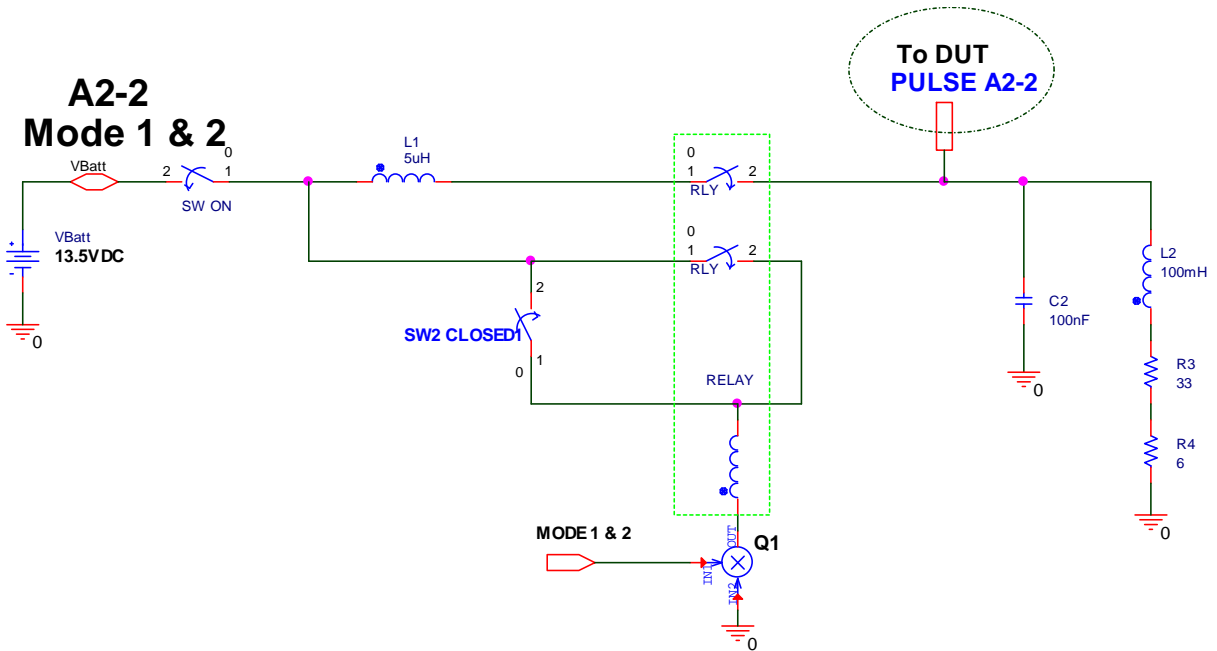 To DUT
PULSE A2-2
A2-2
Mode 1 & 2
VBatt
2
0
1
SW ON
L1
5uH
0
1
2
RLY
VBatt
13.5VDC
+
-
0
0
1
2
RLY
2
SW2 CLOSED1
1
0
L2
100mH
C2
100nF
0
RELAY
R3
33
R4
6
0
MODE 1 & 2
OUT
Q1
IN1
IN2
0